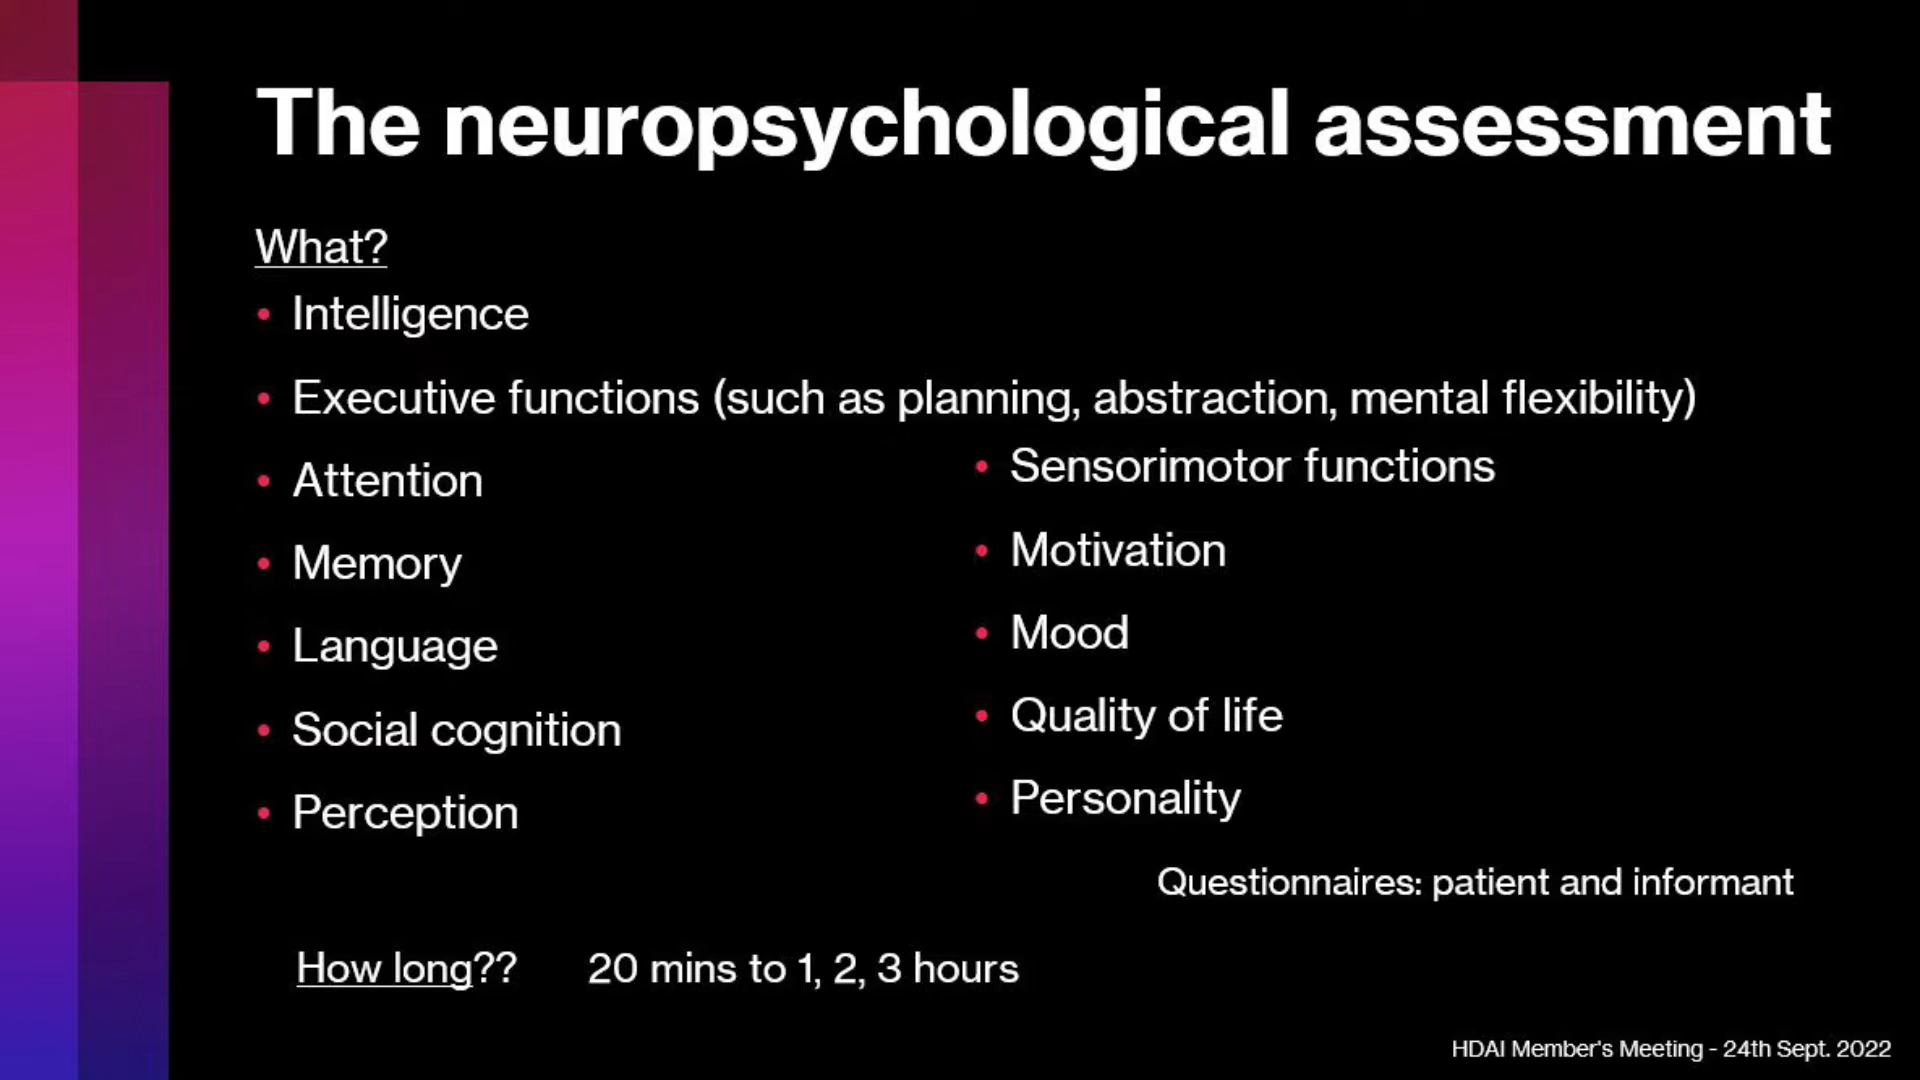 The neuropsychological assessment
What?
• Intelligence
• Executive functions (such as planning, abstraction, mental flexibility)
• Attention
• Memory
• Language
• Social cognition
• Perception
• Sensorimotor functions
• Motivation
• Mood
• Quality of life
• Personality
Questionnaires: patient and informant
How long?? 20 mins to 1, 2, 3 hours
HDAI Member's Meeting - 24th Sept. 2022